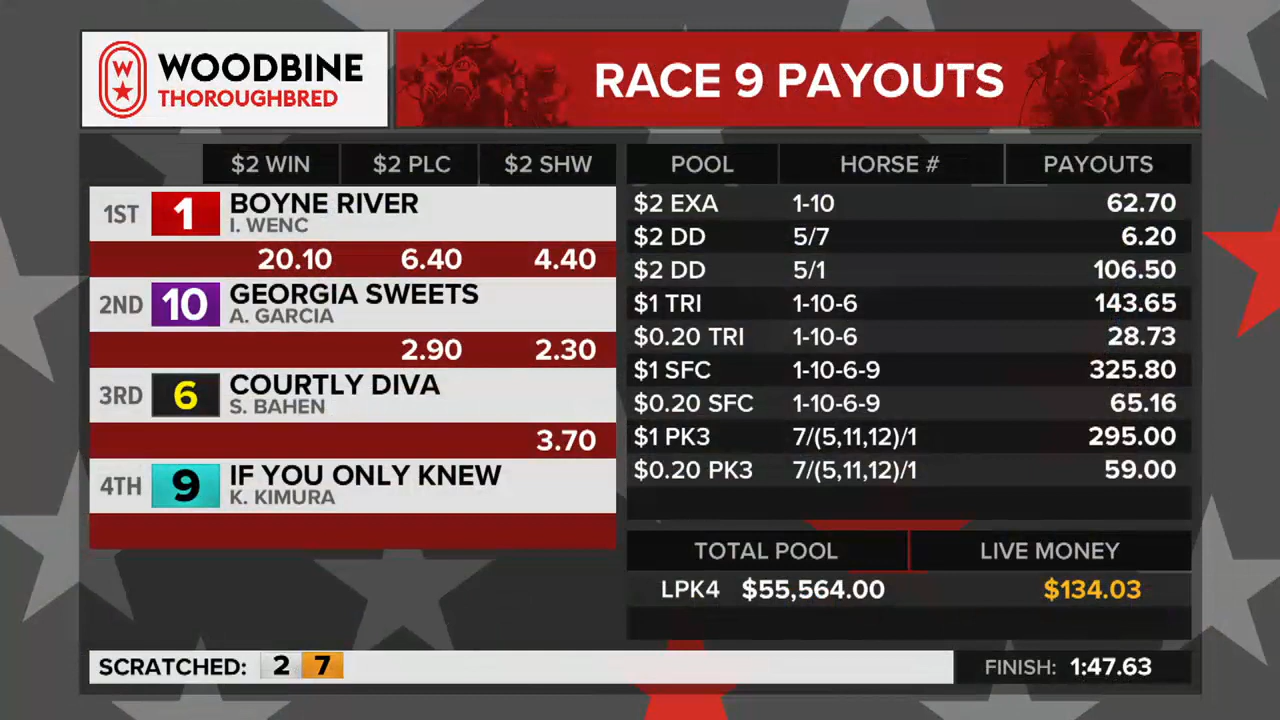 W
WOODBINE
THOROUGHBRED
RACE 9 PAYOUTS
$2 WIN $2 PLC $2 SHW
1ST 1 BOYNE RIVER
I. WENC
20.10 6.40 4.40
2ND 10 GEORGIA SWEETS
A. GARCIA
2.90 2.30
3RD 6 COURTLY DIVA
S. BAHEN
3.70
4TH 9 IF YOU ONLY KNEW
K. KIMURA
POOL HORSE # PAYOUTS
$2 EXA 1-10 62.70
$2 DD 5/7 6.20
$2 DD 5/1 106.50
$1 TRI 1-10-6 143.65
$0.20 TRI 1-10-6 28.73
$1 SFC 1-10-6-9 325.80
$0.20 SFC 1-10-6-9 65.16
$1 PK3 7/(5,11,12)/1 295.00
$0.20 PK3 7/(5,11,12)/1 59.00
TOTAL POOL LIVE MONEY
LPK4 $55,564.00 $134.03
SCRATCHED: 2 7
FINISH: 1:47.63